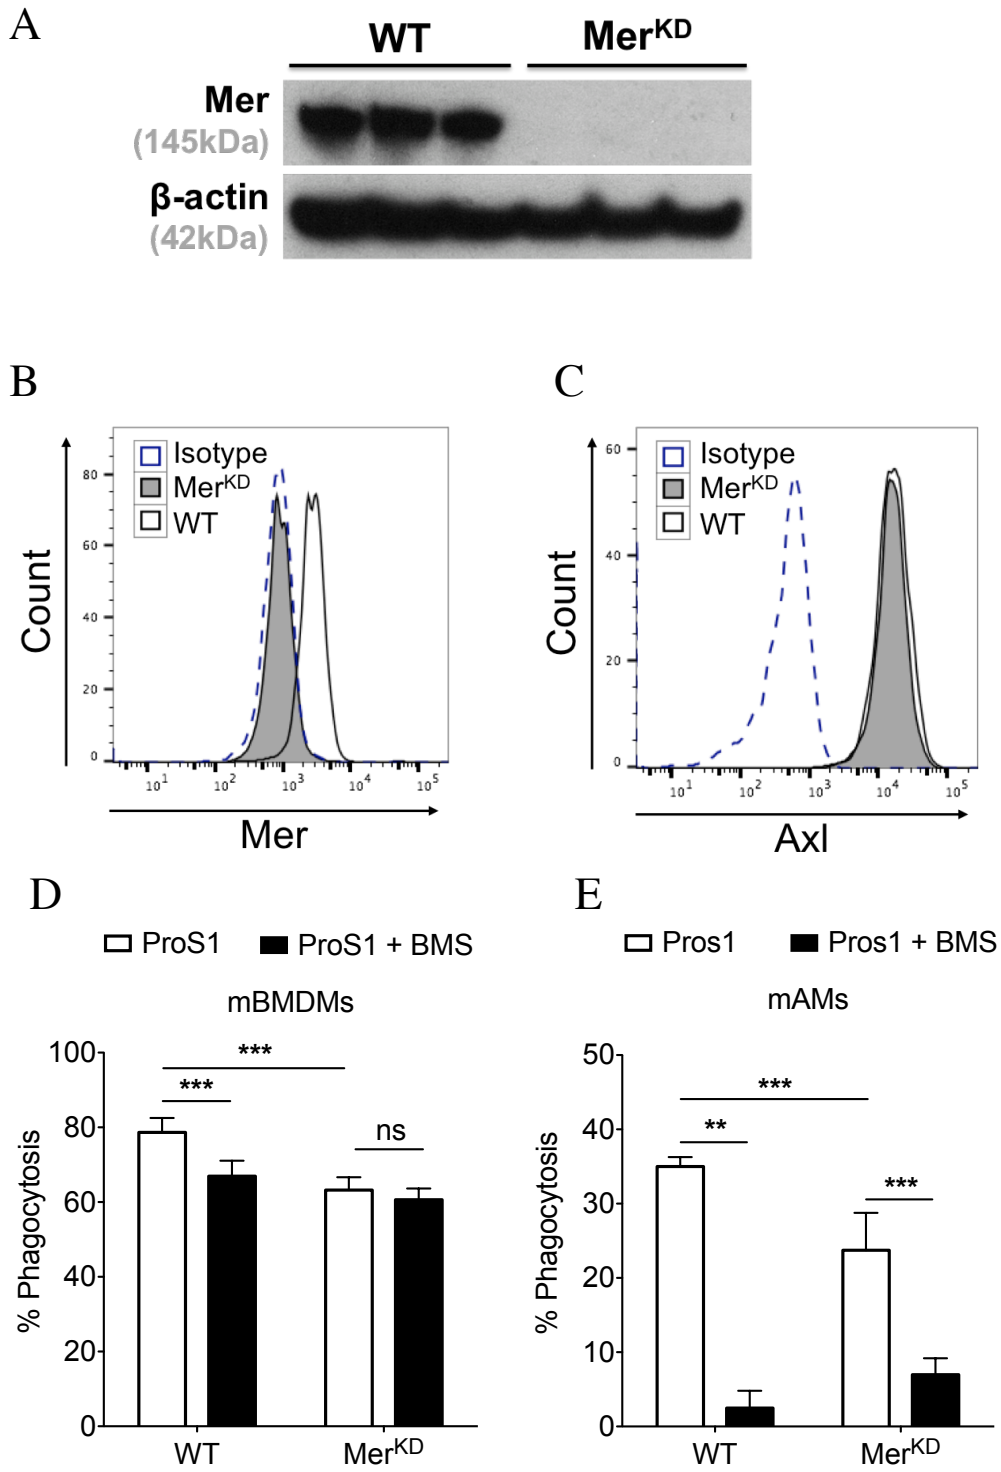 A
WT Mer^KD
Mer
(145kDa)
β-actin
(42kDa)
B
Isotype
Mer^KD
WT
Count
80
60
40
20
0
10^1 10^2 10^3 10^4 10^5
Mer
C
Isotype
Mer^KD
WT
Count
60
40
20
0
10^1 10^2 10^3 10^4 10^5
Axl
D
ProS1 ProS1 + BMS
mBMDMs
% Phagocytosis
100
80
60
40
20
0
***
***
ns
WT Mer^KD
E
Pros1 Pros1 + BMS
mAMs
% Phagocytosis
50
40
30
20
10
0
***
**
***
WT Mer^KD